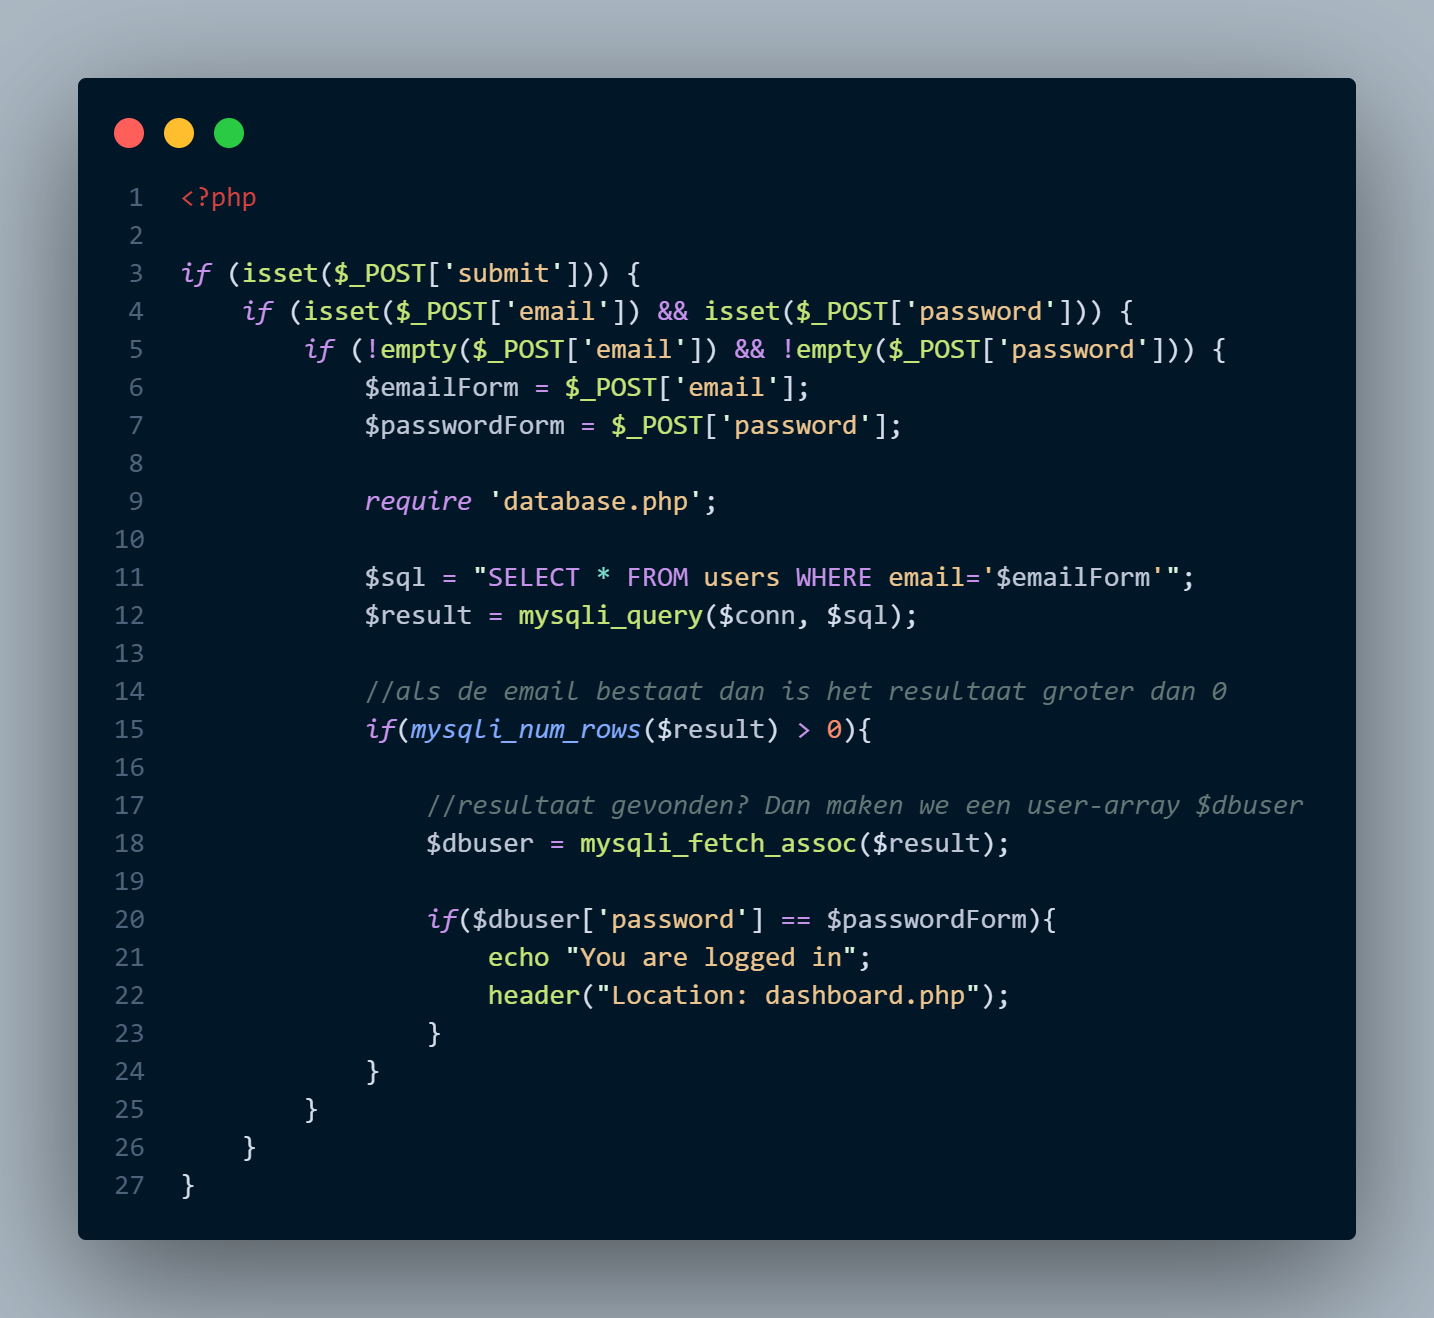 1 <?php
2
3 if (isset($_POST['submit'])) {
4     if (isset($_POST['email']) && isset($_POST['password'])) {
5         if (!empty($_POST['email']) && !empty($_POST['password'])) {
6             $emailForm = $_POST['email'];
7             $passwordForm = $_POST['password'];
8
9             require 'database.php';
10
11             $sql = "SELECT * FROM users WHERE email='$emailForm'";
12             $result = mysqli_query($conn, $sql);
13
14             //als de email bestaat dan is het resultaat groter dan 0
15             if(mysqli_num_rows($result) > 0){
16
17                 //resultaat gevonden? Dan maken we een user-array $dbuser
18                 $dbuser = mysqli_fetch_assoc($result);
19
20                 if($dbuser['password'] == $passwordForm){
21                     echo "You are logged in";
22                     header("Location: dashboard.php");
23                 }
24             }
25         }
26     }
27 }